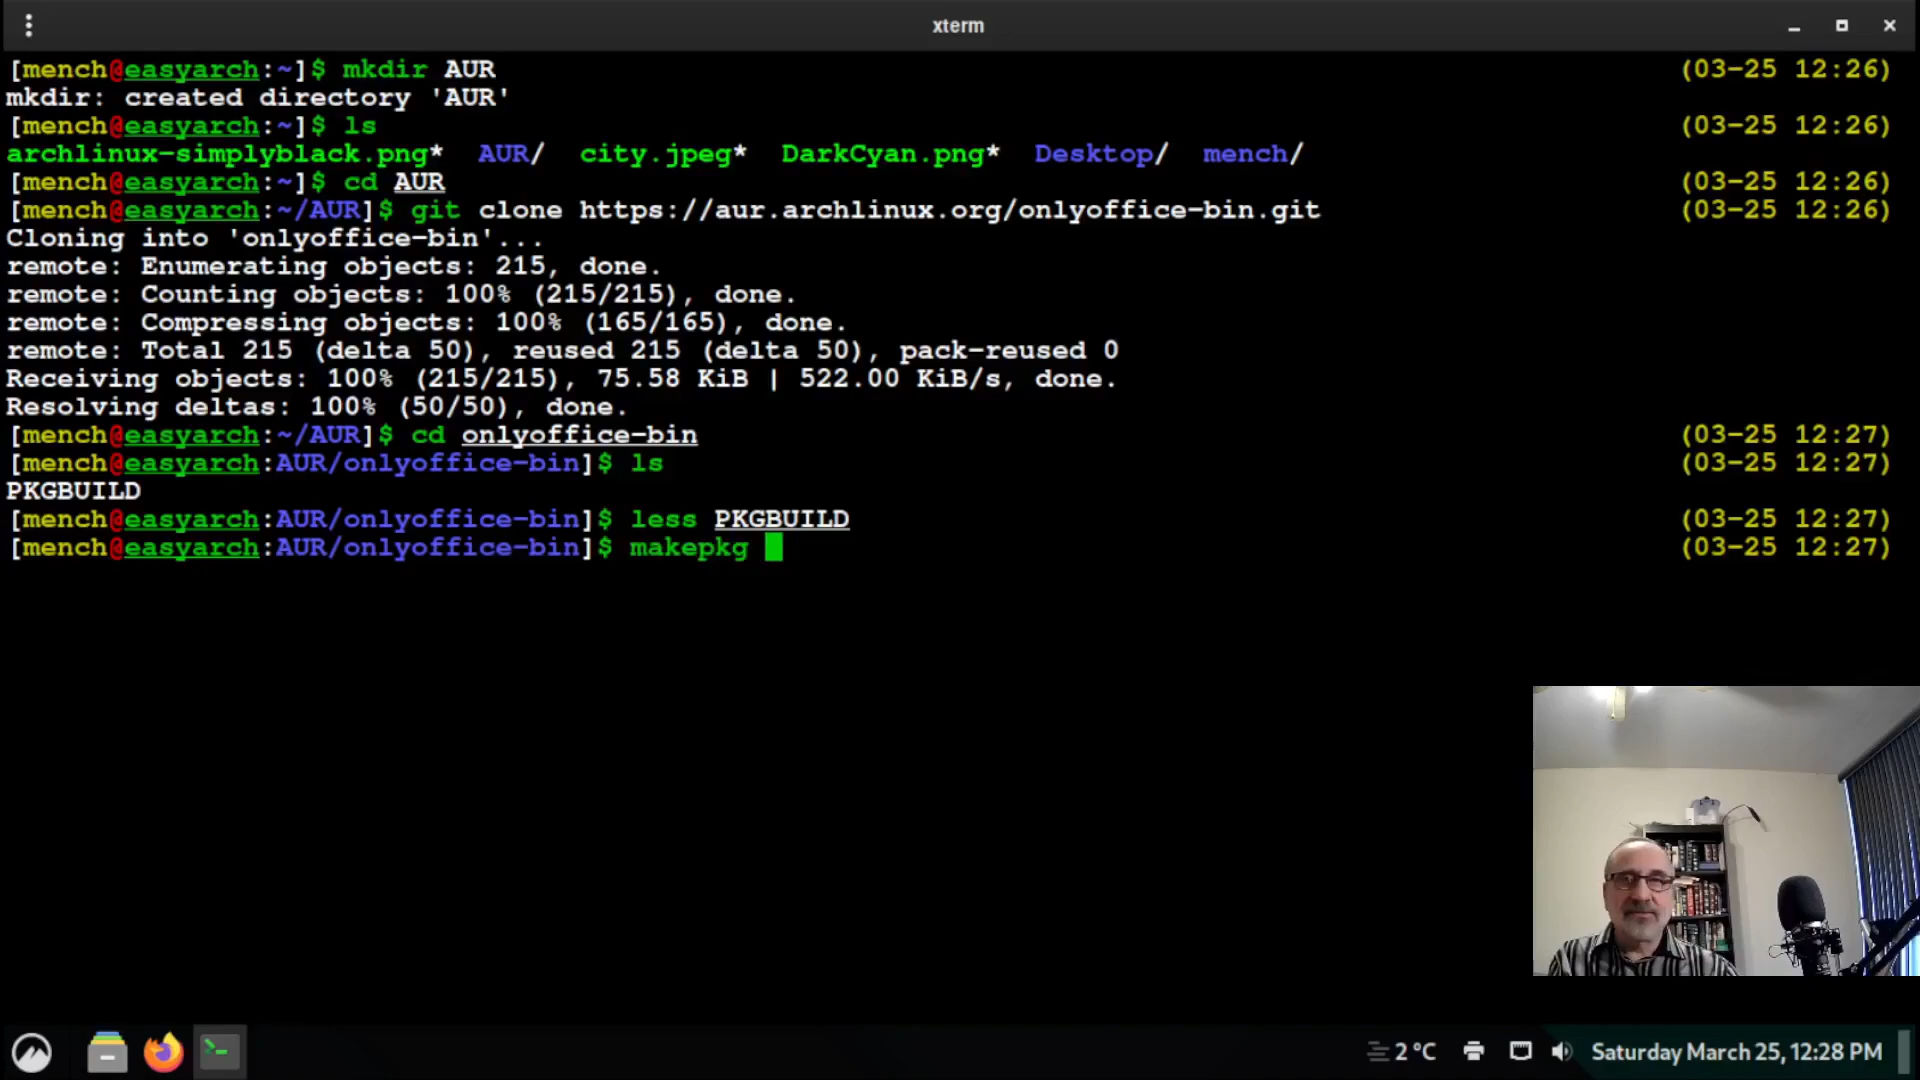 xterm
[mench@easyarch:~]$ mkdir AUR (03-25 12:26)
mkdir: created directory 'AUR'
[mench@easyarch:~]$ ls (03-25 12:26)
archlinux-simplyblack.png* AUR/ city.jpeg* DarkCyan.png* Desktop/ mench/
[mench@easyarch:~]$ cd AUR (03-25 12:26)
[mench@easyarch:~/AUR]$ git clone https://aur.archlinux.org/onlyoffice-bin.git (03-25 12:26)
Cloning into 'onlyoffice-bin'...
remote: Enumerating objects: 215, done.
remote: Counting objects: 100% (215/215), done.
remote: Compressing objects: 100% (165/165), done.
remote: Total 215 (delta 50), reused 215 (delta 50), pack-reused 0
Receiving objects: 100% (215/215), 75.58 KiB | 522.00 KiB/s, done.
Resolving deltas: 100% (50/50), done.
[mench@easyarch:~/AUR]$ cd onlyoffice-bin (03-25 12:27)
[mench@easyarch:AUR/onlyoffice-bin]$ ls (03-25 12:27)
PKGBUILD
[mench@easyarch:AUR/onlyoffice-bin]$ less PKGBUILD (03-25 12:27)
[mench@easyarch:AUR/onlyoffice-bin]$ makepkg (03-25 12:27)
2 °C Saturday March 25, 12:28 PM